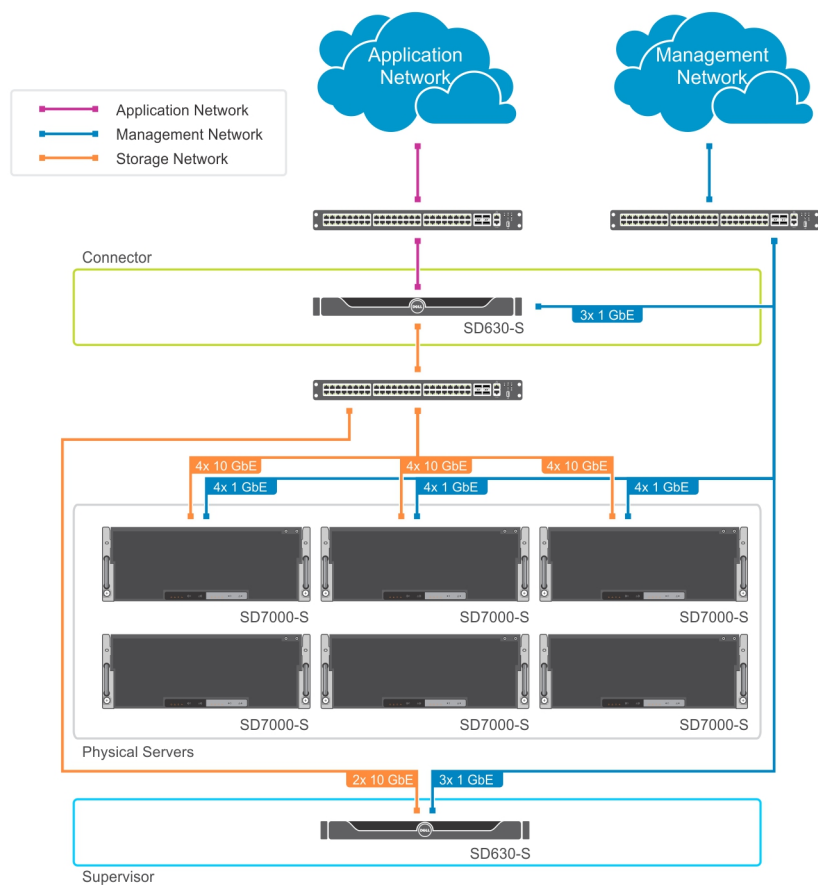 Application
Network
Management
Network
Application Network
Management Network
Storage Network
Connector
DELL
SD630-S
3x 1 GbE
4x 10 GbE
4x 10 GbE
4x 10 GbE
4x 1 GbE
4x 1 GbE
4x 1 GbE
SD7000-S
SD7000-S
SD7000-S
SD7000-S
SD7000-S
SD7000-S
Physical Servers
2x 10 GbE
3x 1 GbE
DELL
SD630-S
Supervisor